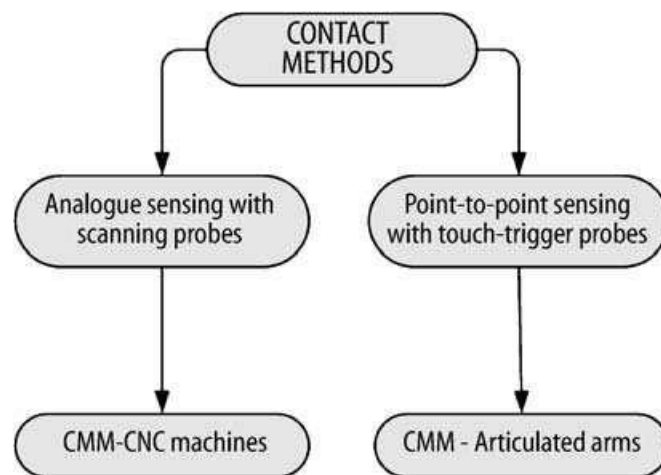 CONTACT
METHODS
Analogue sensing with
scanning probes
Point-to-point sensing
with touch-trigger probes
CMM-CNC machines
CMM - Articulated arms